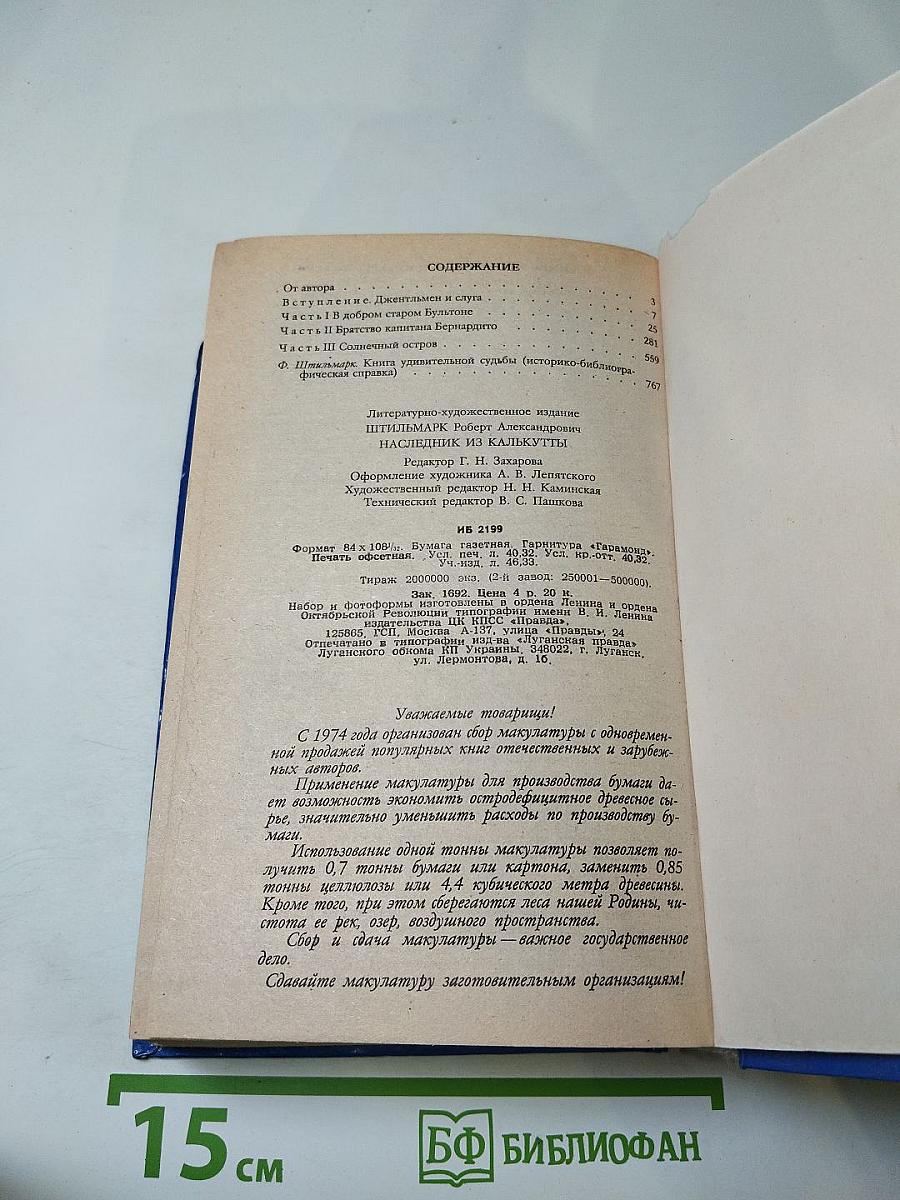 СОДЕРЖАНИЕ
От автора . . . . . . . . . . . . . . . . . . . . 3
Вступление. Джентльмен и слуга . . . . . . . . . . 7
Часть I В добром старом Бультоне . . . . . . . . . 25
Часть II Братство капитана Бернардито . . . . . . . 281
Часть III Солнечный остров . . . . . . . . . . . . 559
Ф. Штильмарк. Книга удивительной судьбы (историко-библиогра-
фическая справка) . . . . . . . . . . . . . . 767
Литературно-художественное издание
ШТИЛЬМАРК Роберт Александрович
НАСЛЕДНИК ИЗ КАЛЬКУТТЫ
Редактор Г. Н. Захарова
Оформление художника А. В. Лепятского
Художественный редактор Н. Н. Каминская
Технический редактор В. С. Пашкова
ИБ 2199
Формат 84 х 108¹/₃₂. Бумага газетная. Гарнитура «Гарамонд».
Печать офсетная. Усл. печ. л. 40,32. Усл. кр.-отт. 40,32.
Уч.-изд. л. 46,33.
Тираж 2000000 экз. (2-й завод: 250001—500000).
Зак. 1692. Цена 4 р. 20 к.
Набор и фотоформы изготовлены в ордена Ленина и ордена
Октябрьской Революции типографии имени В. И. Ленина
издательства ЦК КПСС «Правда»,
125865, ГСП, Москва А-137, улица «Правды», 24
Отпечатано в типографии изд-ва «Луганская правда»
Луганского обкома КП Украины, 348022, г. Луганск,
ул. Лермонтова, д. 1б.
Уважаемые товарищи!
С 1974 года организован сбор макулатуры с одновремен-
ной продажей популярных книг отечественных и зарубеж-
ных авторов.
Применение макулатуры для производства бумаги да-
ет возможность экономить остродефицитное древесное сы-
рье, значительно уменьшить расходы по производству бу-
маги.
Использование одной тонны макулатуры позволяет по-
лучить 0,7 тонны бумаги или картона, заменить 0,85
тонны целлюлозы или 4,4 кубического метра древесины.
Кроме того, при этом сберегаются леса нашей Родины, чи-
стота ее рек, озер, воздушного пространства.
Сбор и сдача макулатуры — важное государственное
дело.
Сдавайте макулатуру заготовительным организациям!
15 см
БФ БИБЛИОФАН